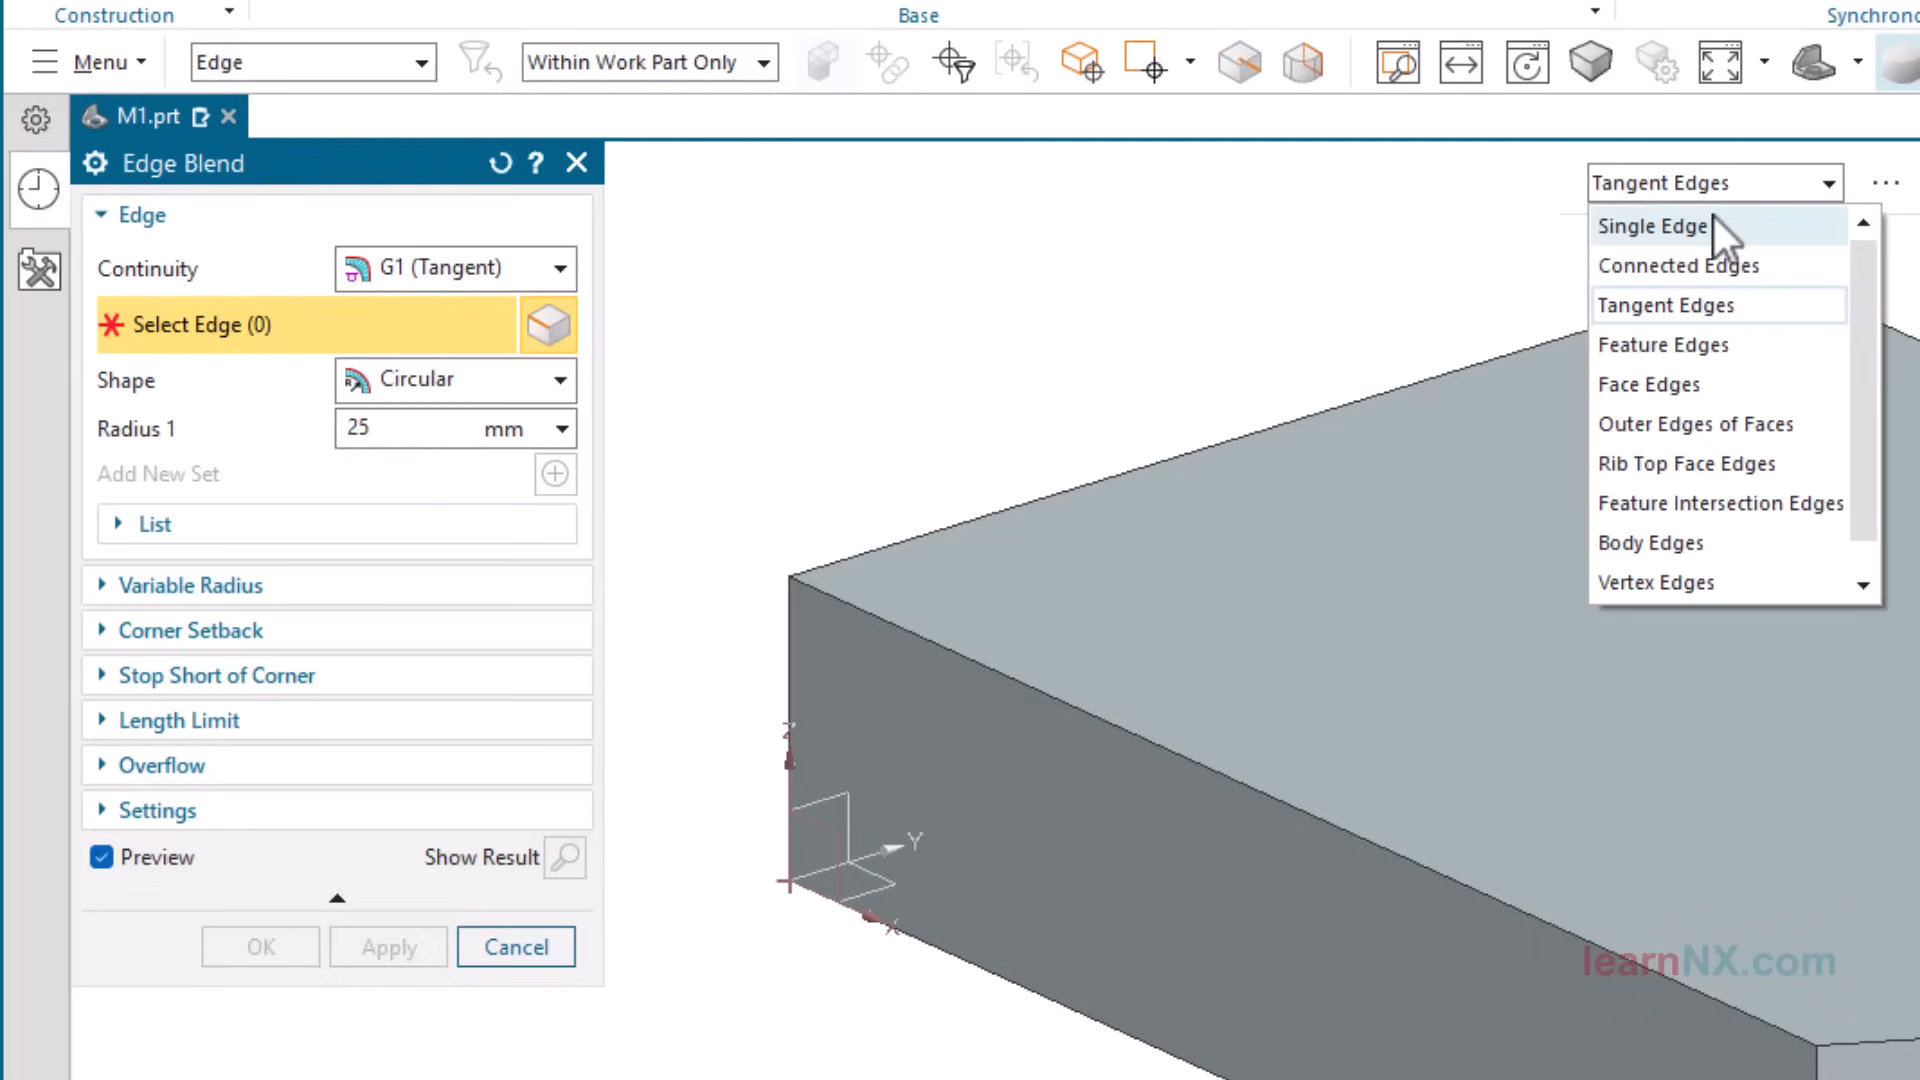 Construction
Base
Menu
Edge
Within Work Part Only
M1.prt
Edge Blend
?
Edge
Continuity
G1 (Tangent)
* Select Edge (0)
Shape
Circular
Radius 1
25 mm
Add New Set
List
Variable Radius
Corner Setback
Stop Short of Corner
Length Limit
Overflow
Settings
Preview
Show Result
OK
Apply
Cancel
Tangent Edges
...
Single Edge
Connected Edges
Tangent Edges
Feature Edges
Face Edges
Outer Edges of Faces
Rib Top Face Edges
Feature Intersection Edges
Body Edges
Vertex Edges
Z
Y
X
learnNX.com